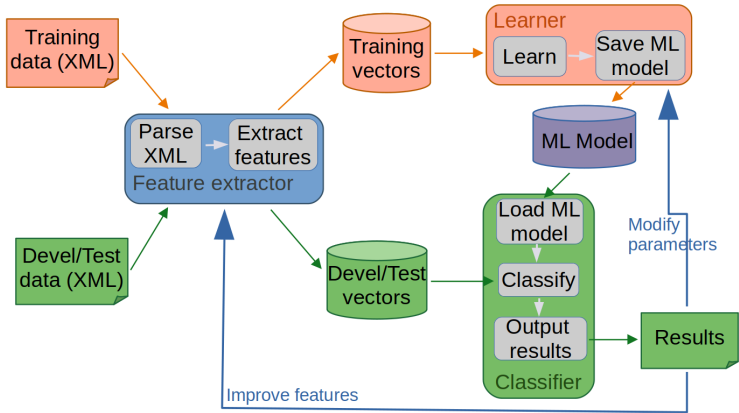 Training
data (XML)
Training
vectors
Learner
Learn
Save ML
model
Parse
XML
Extract
features
Feature extractor
ML Model
Devel/Test
data (XML)
Devel/Test
vectors
Load ML
model
Classify
Output
results
Classifier
Modify
parameters
Results
Improve features